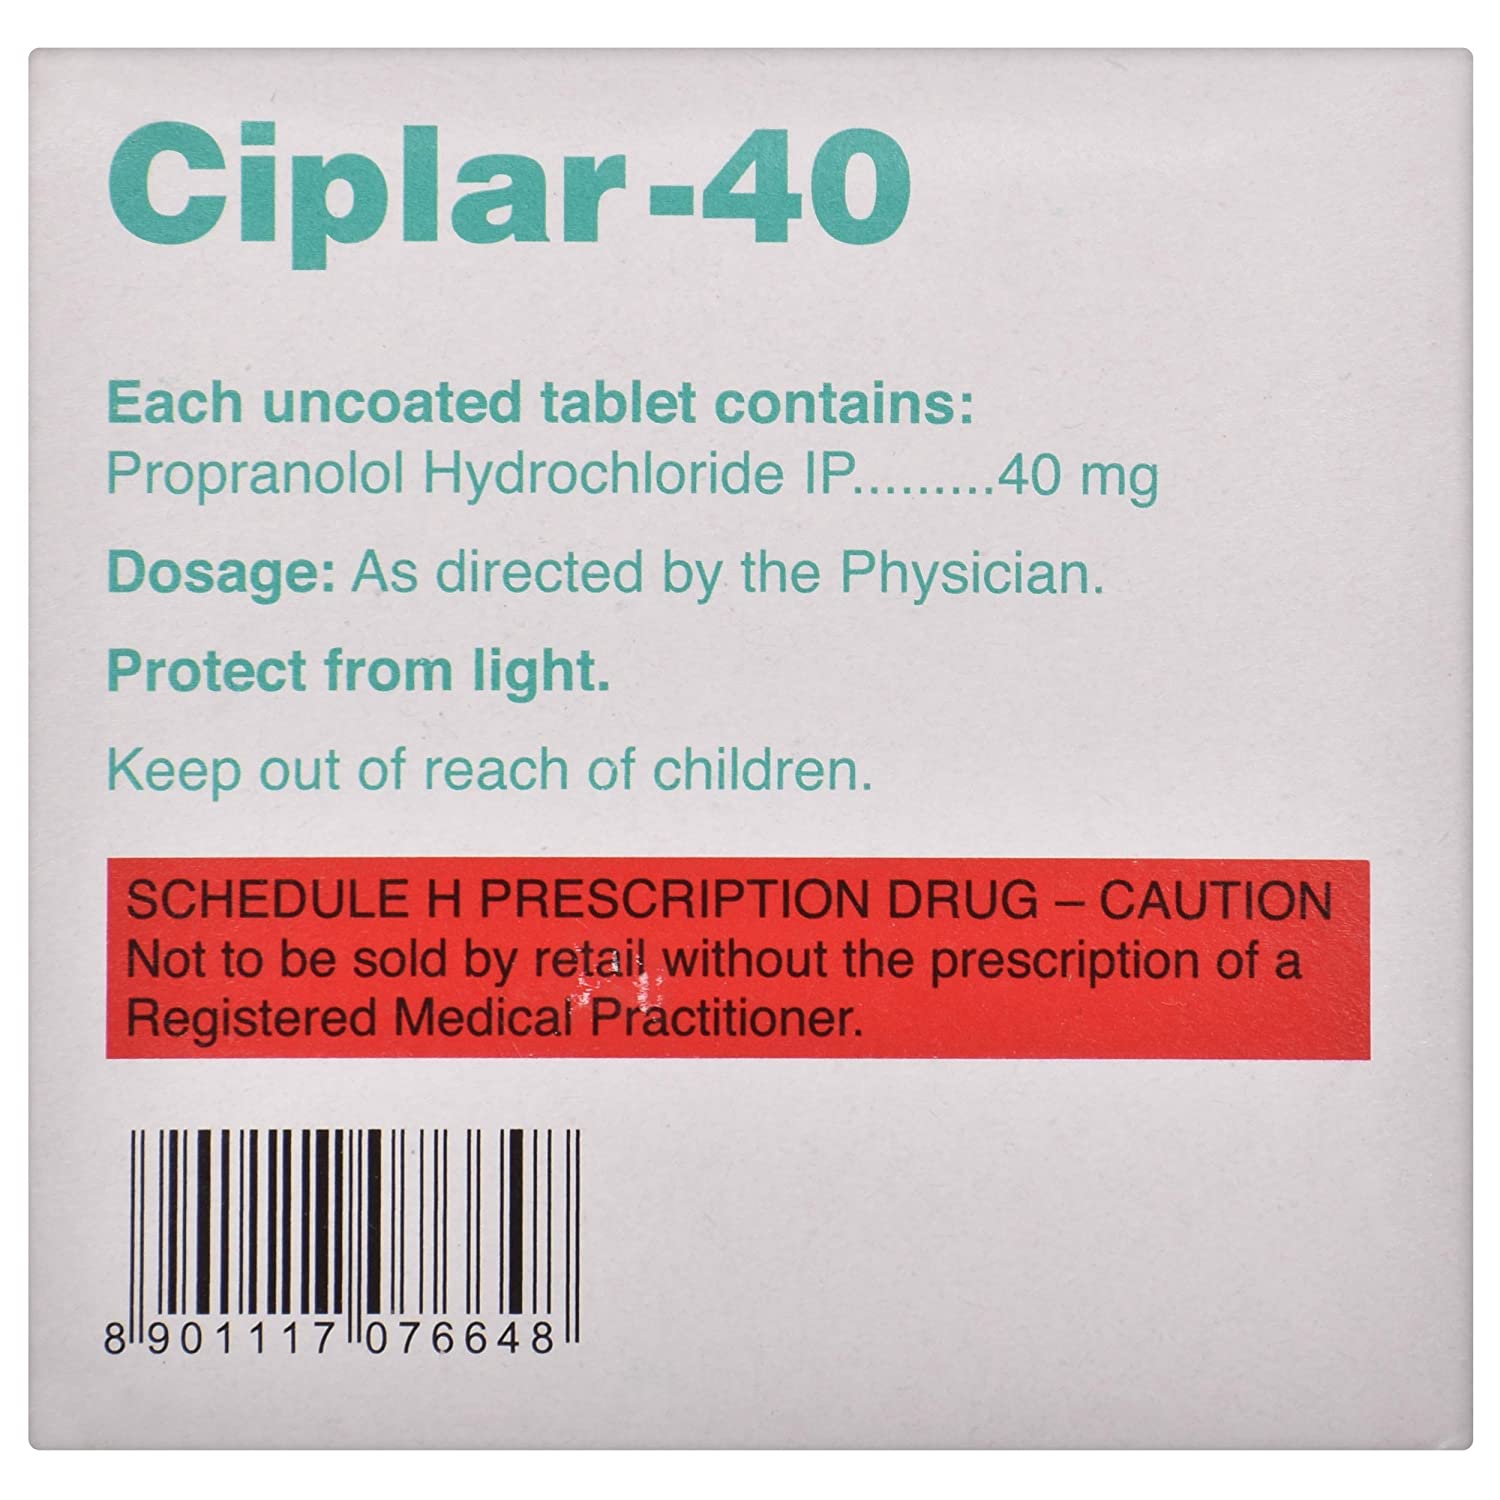 Ciplar-40
Each uncoated tablet contains:
Propranolol Hydrochloride IP.........40 mg
Dosage: As directed by the Physician.
Protect from light.
Keep out of reach of children.
SCHEDULE H PRESCRIPTION DRUG – CAUTION
Not to be sold by retail without the prescription of a
Registered Medical Practitioner.
8 901117 076648